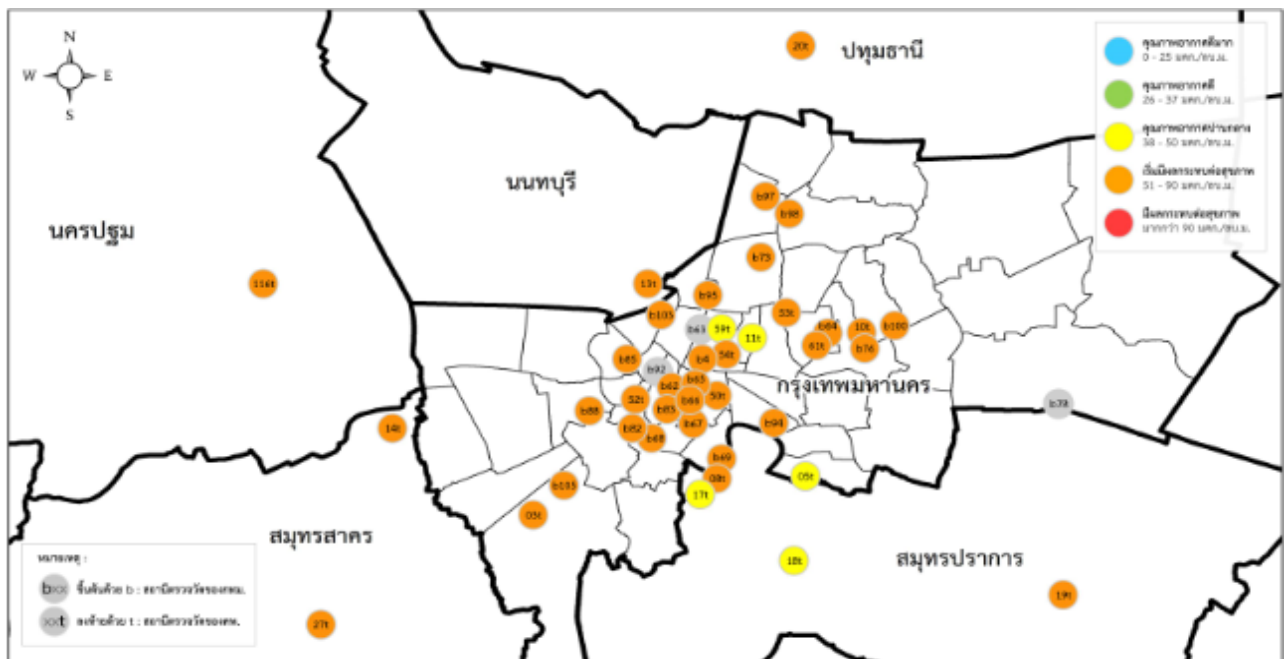 N
W E
S
20t
ปทุมธานี
คุณภาพอากาศดีมาก
0 - 25 มคก./ลบ.ม.
คุณภาพอากาศดี
26 - 37 มคก./ลบ.ม.
คุณภาพอากาศปานกลาง
38 - 50 มคก./ลบ.ม.
เริ่มมีผลกระทบต่อสุขภาพ
51 - 90 มคก./ลบ.ม.
มีผลกระทบต่อสุขภาพ
มากกว่า 90 มคก./ลบ.ม.
นนทบุรี
นครปฐม
b97
b98
b73
116t
13t
b95
b103
53t
b63
59t
11t
b64
10t
b100
61t
b76
b85
b4
54t
b92
b62
b65
กรุงเทพมหานคร
52t
b66
50t
b83
b88
b78
14t
b82
b68
b67
b94
b69
08t
05t
17t
b105
03t
สมุทรสาคร
สมุทรปราการ
18t
19t
27t
หมายเหตุ :
bxx ขึ้นต้นด้วย b : สถานีตรวจวัดของกทม.
xxt ลงท้ายด้วย t : สถานีตรวจวัดของคพ.